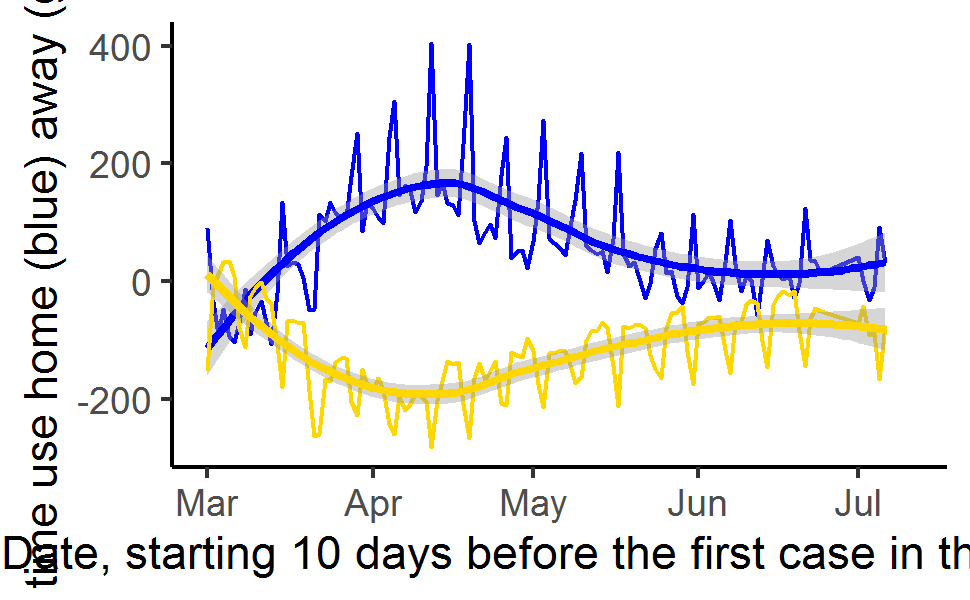 time use home (blue) away (
400
200
0
-200
Mar Apr May Jun Jul
Date, starting 10 days before the first case in th